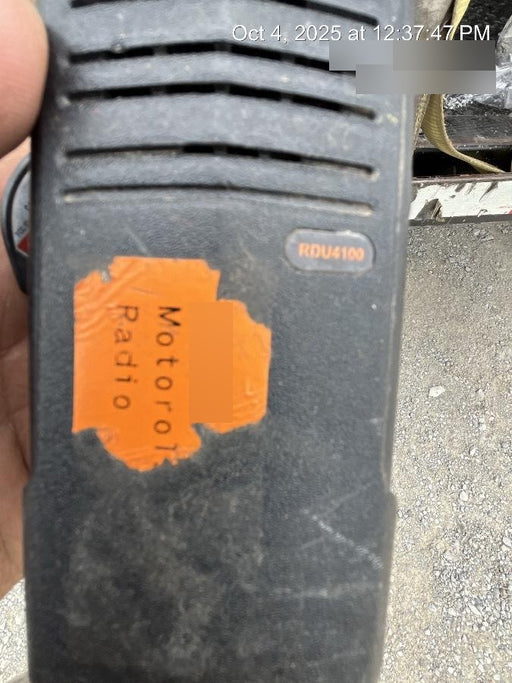 Oct 4, 2025 at 12:37:47 PM
RDU4100
Motorol
Radio